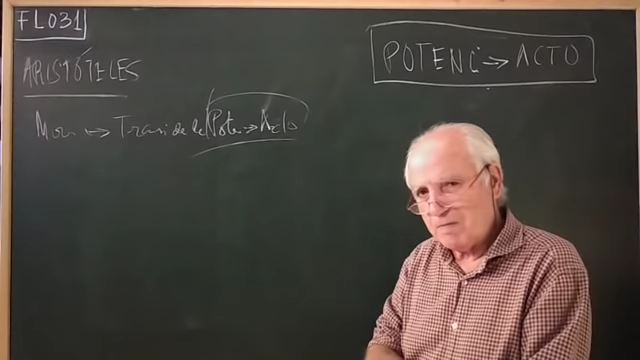 FL031
POTENC → ACTO
ARISTÓTELES
Mov ↔ Transi de la Poten → Acto